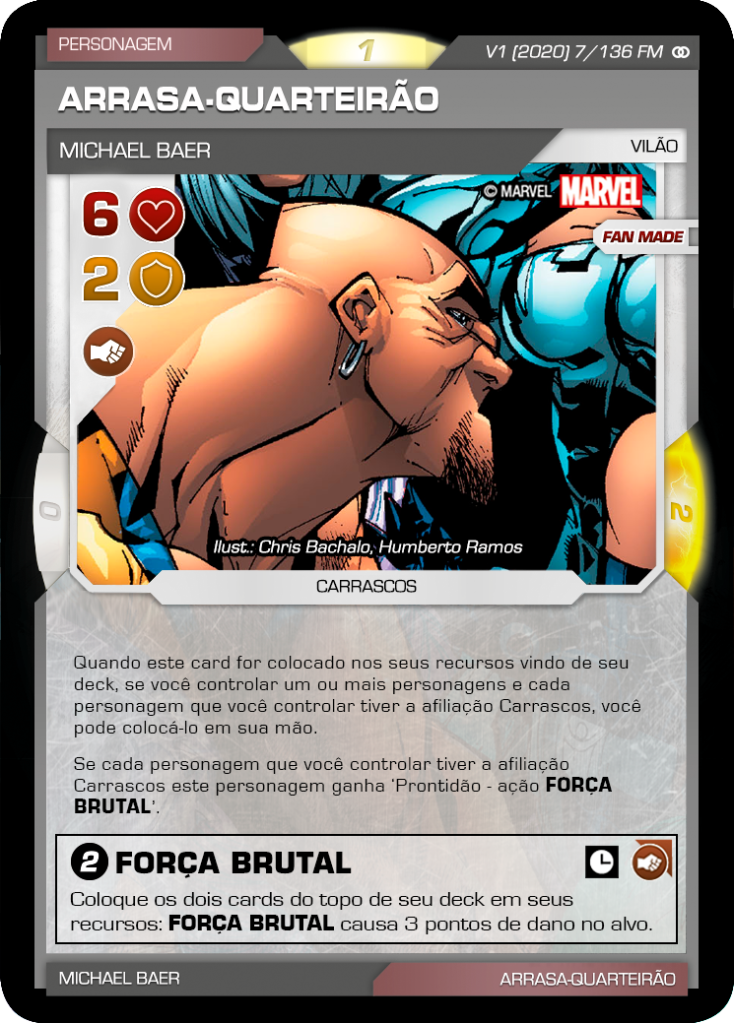 PERSONAGEM
1
V1 (2020) 7/136 FM
ARRASA-QUARTEIRÃO
MICHAEL BAER
VILÃO
6
© MARVEL MARVEL
FAN MADE
2
0
2
Ilust.: Chris Bachalo, Humberto Ramos
CARRASCOS
Quando este card for colocado nos seus recursos vindo de seu
deck, se você controlar um ou mais personagens e cada
personagem que você controlar tiver a afiliação Carrascos, você
pode colocá-lo em sua mão.
Se cada personagem que você controlar tiver a afiliação
Carrascos este personagem ganha 'Prontidão - ação FORÇA
BRUTAL'.
2 FORÇA BRUTAL
Coloque os dois cards do topo de seu deck em seus
recursos: FORÇA BRUTAL causa 3 pontos de dano no alvo.
MICHAEL BAER
ARRASA-QUARTEIRÃO